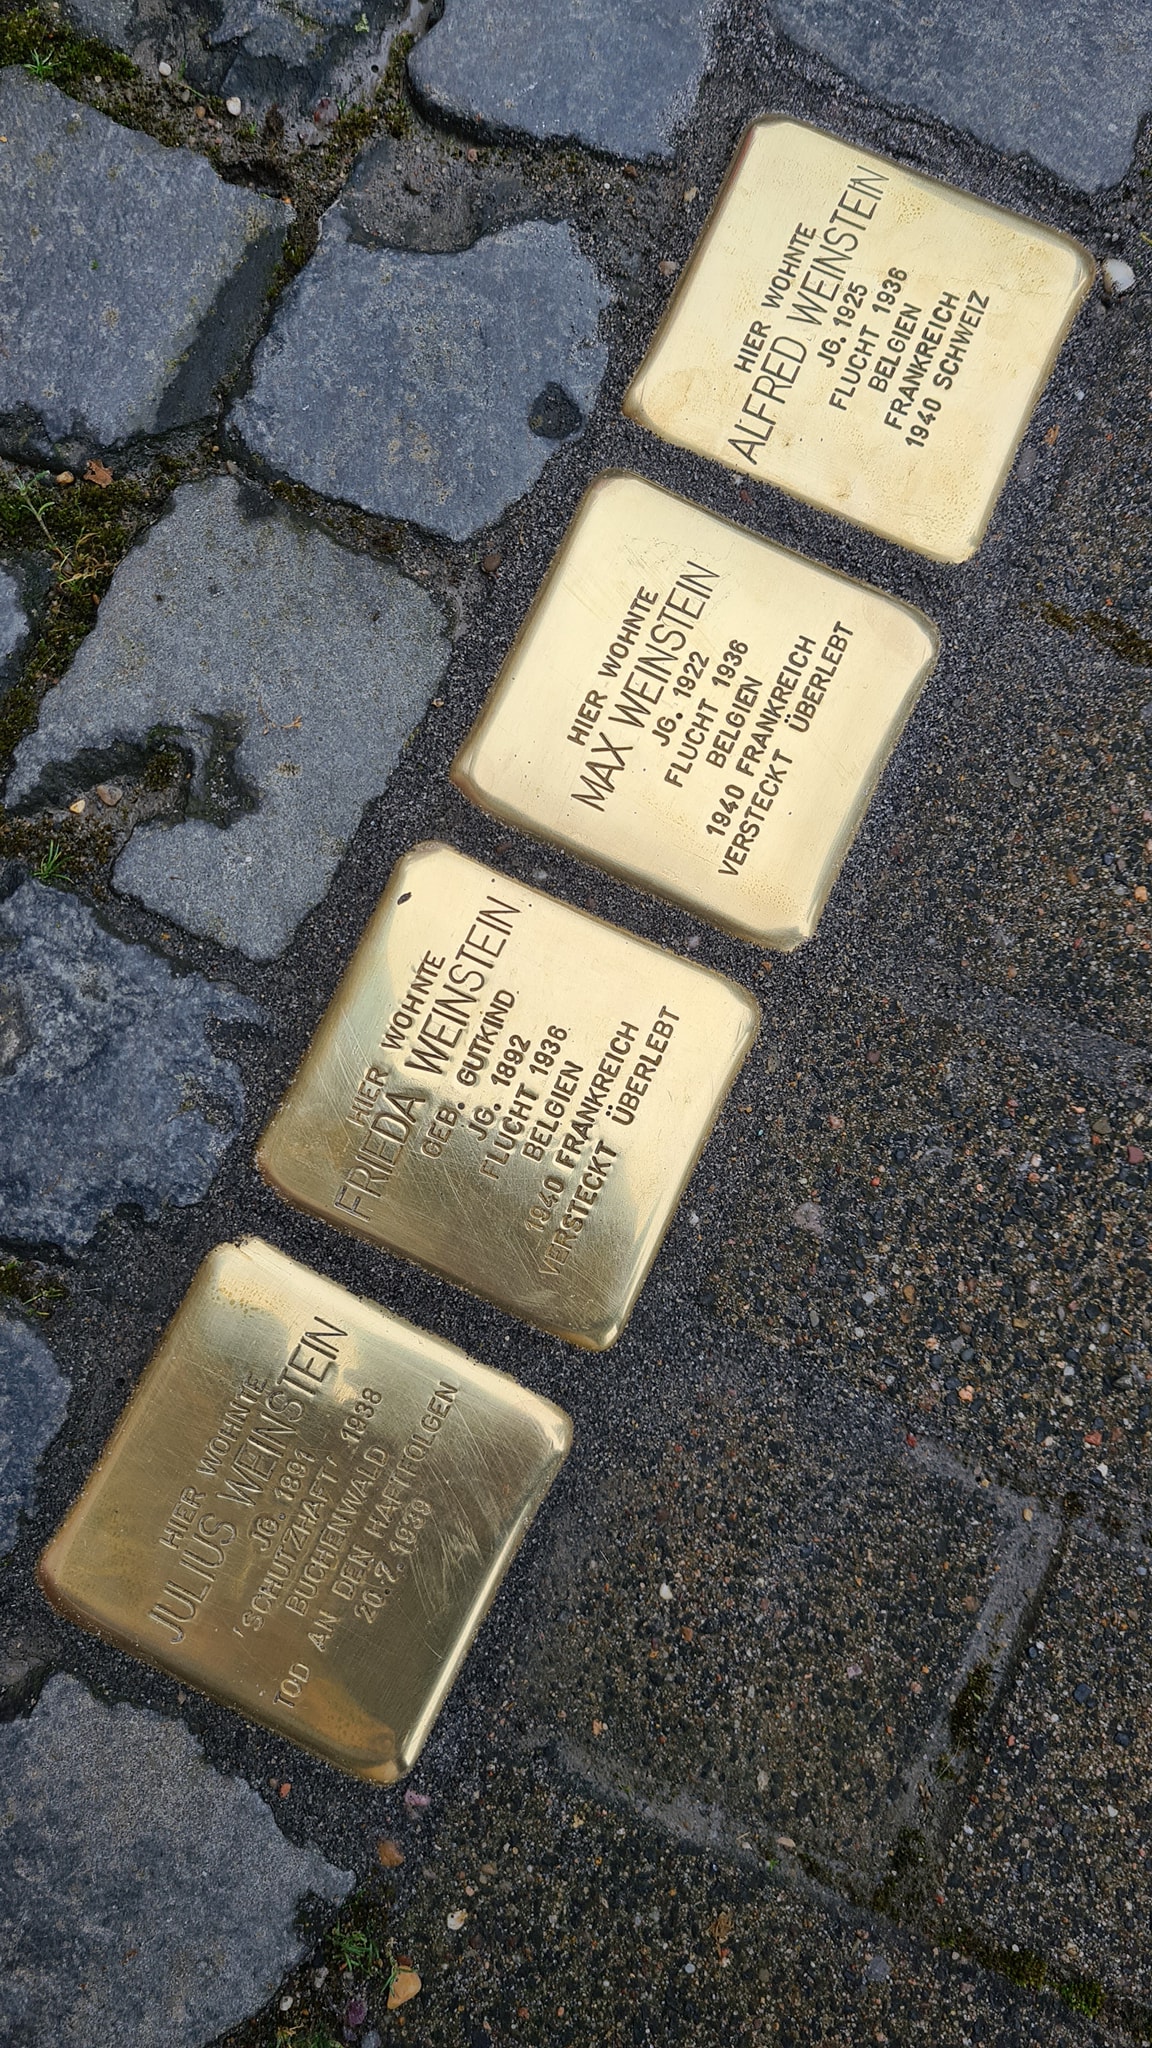 HIER WOHNTE
ALFRED WEINSTEIN
JG. 1925
FLUCHT 1936
BELGIEN
FRANKREICH
1940 SCHWEIZ
HIER WOHNTE
MAX WEINSTEIN
JG. 1922
FLUCHT 1936
BELGIEN
1940 FRANKREICH
VERSTECKT ÜBERLEBT
HIER WOHNTE
FRIEDA WEINSTEIN
GEB. GUTKIND
JG. 1892
FLUCHT 1936
BELGIEN
1940 FRANKREICH
VERSTECKT ÜBERLEBT
HIER WOHNTE
JULIUS WEINSTEIN
JG. 1891
'SCHUTZHAFT' 1938
BUCHENWALD
TOD AN DEN HAFTFOLGEN
20.7.1939